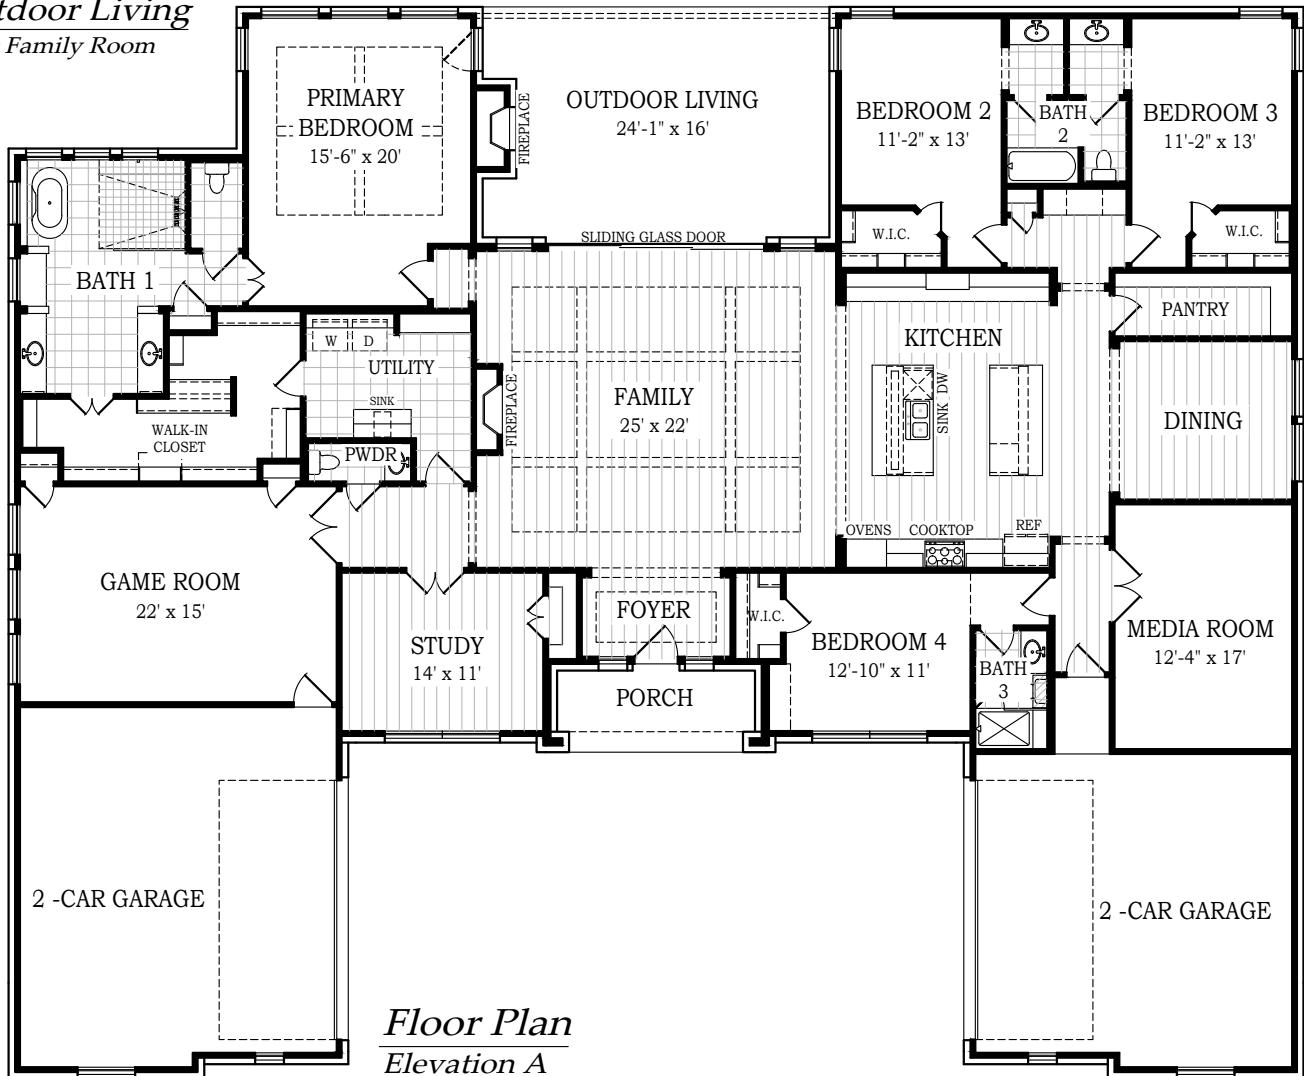 tdoor Living
Family Room
PRIMARY
BEDROOM
15'-6" x 20'
FIREPLACE
OUTDOOR LIVING
24'-1" x 16'
BEDROOM 2
11'-2" x 13'
BATH
2
BEDROOM 3
11'-2" x 13'
W.I.C.
W.I.C.
SLIDING GLASS DOOR
BATH 1
PANTRY
W
D
UTILITY
SINK
KITCHEN
FIREPLACE
FAMILY
25' x 22'
SINK DW
DINING
WALK-IN
CLOSET
PWDR
OVENS
COOKTOP
REF
GAME ROOM
22' x 15'
STUDY
14' x 11'
FOYER
W.I.C.
BEDROOM 4
12'-10" x 11'
BATH
3
MEDIA ROOM
12'-4" x 17'
PORCH
2 -CAR GARAGE
2 -CAR GARAGE
Floor Plan
Elevation A